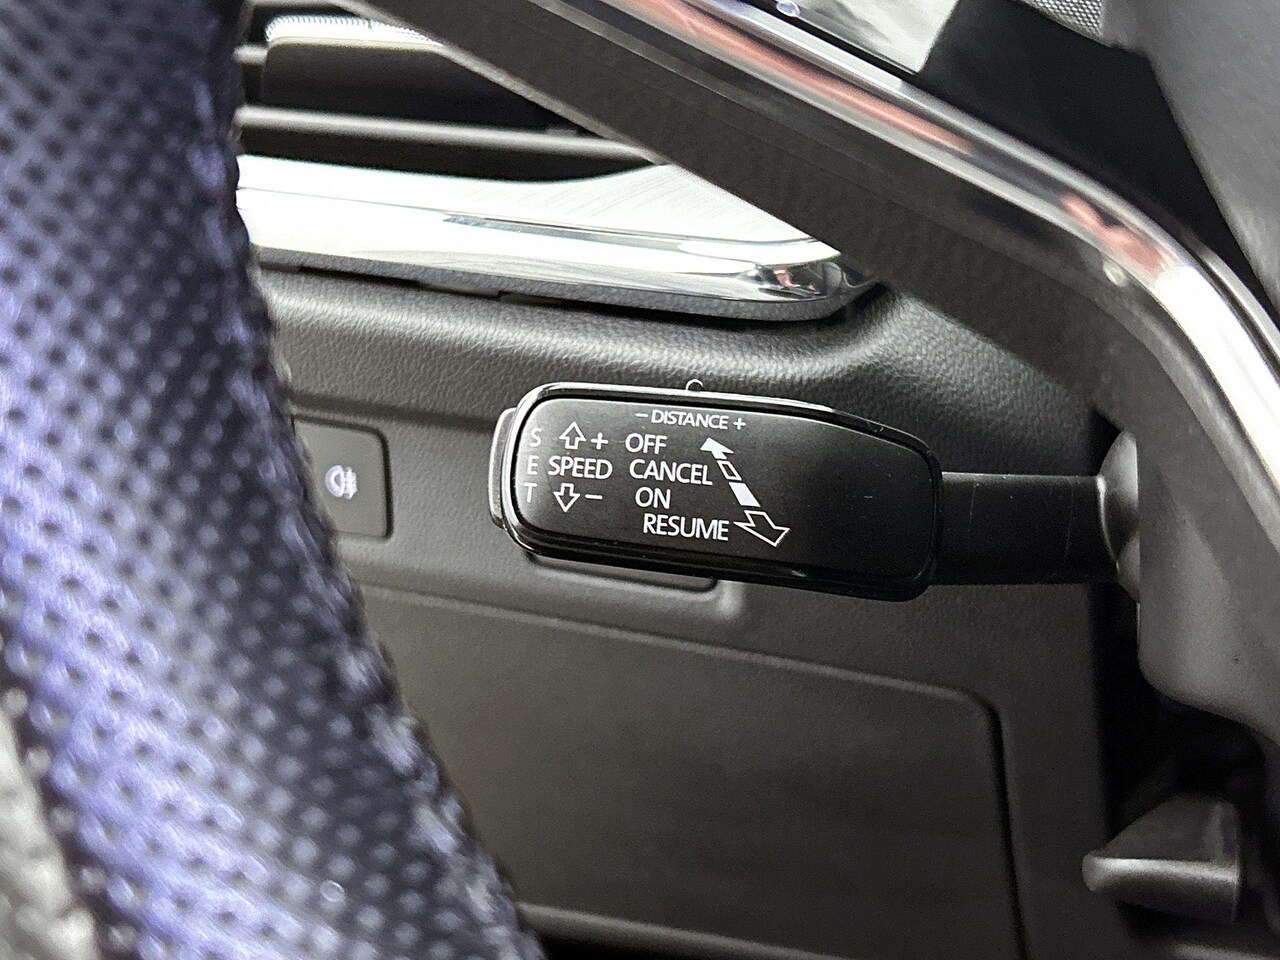 − DISTANCE +
S + OFF
E SPEED CANCEL
T − ON
RESUME